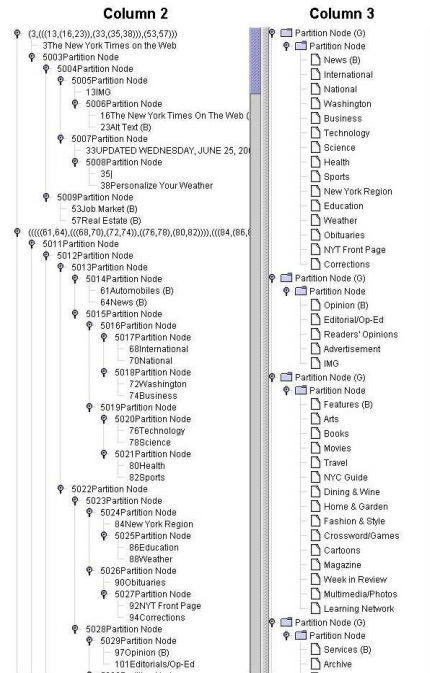 Column 2
(3,(((13,(16,23)),(33,(35,38))),(53,57)))
3The New York Times on the Web
5003Partition Node
5004Partition Node
5005Partition Node
13IMG
5006Partition Node
16The New York Times On The Web (
23Alt Text (B)
5007Partition Node
33UPDATED WEDNESDAY, JUNE 25, 20
5008Partition Node
35|
38Personalize Your Weather
5009Partition Node
53Job Market (B)
57Real Estate (B)
(((((61,64),(((68,70),(72,74)),((76,78),(80,82)))),(((84,(86,
5011Partition Node
5012Partition Node
5013Partition Node
5014Partition Node
61Automobiles (B)
64News (B)
5015Partition Node
5016Partition Node
5017Partition Node
68International
70National
5018Partition Node
72Washington
74Business
5019Partition Node
5020Partition Node
76Technology
78Science
5021Partition Node
80Health
82Sports
5022Partition Node
5023Partition Node
5024Partition Node
84New York Region
5025Partition Node
86Education
88Weather
5026Partition Node
90Obituaries
5027Partition Node
92NYT Front Page
94Corrections
5028Partition Node
5029Partition Node
97Opinion (B)
101Editorials/Op-Ed
Column 3
Partition Node (G)
Partition Node
News (B)
International
National
Washington
Business
Technology
Science
Health
Sports
New York Region
Education
Weather
Obituaries
NYT Front Page
Corrections
Partition Node (G)
Partition Node
Opinion (B)
Editorial/Op-Ed
Readers' Opinions
Advertisement
IMG
Partition Node (G)
Partition Node
Features (B)
Arts
Books
Movies
Travel
NYC Guide
Dining & Wine
Home & Garden
Fashion & Style
Crossword/Games
Cartoons
Magazine
Week in Review
Multimedia/Photos
Learning Network
Partition Node (G)
Partition Node
Services (B)
Archive